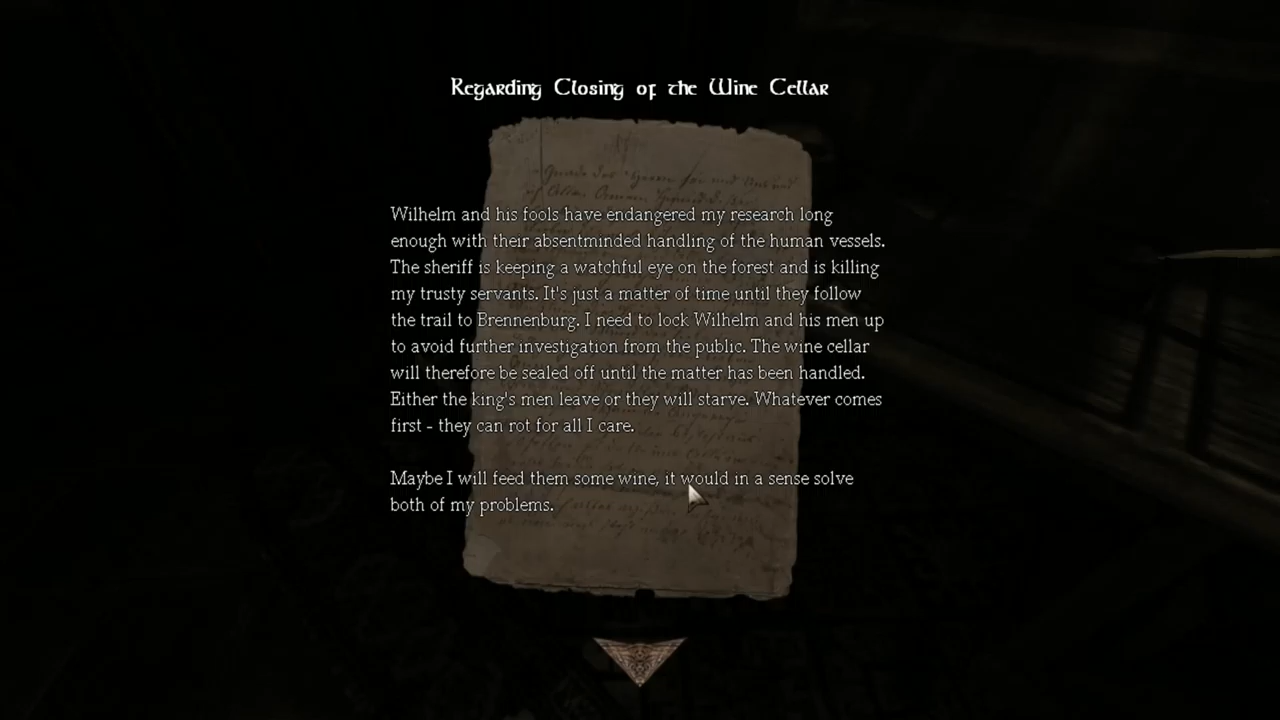 Regarding Closing of the Wine Cellar
Wilhelm and his fools have endangered my research long
enough with their absentminded handling of the human vessels.
The sheriff is keeping a watchful eye on the forest and is killing
my trusty servants. It's just a matter of time until they follow
the trail to Brennenburg. I need to lock Wilhelm and his men up
to avoid further investigation from the public. The wine cellar
will therefore be sealed off until the matter has been handled.
Either the king's men leave or they will starve. Whatever comes
first - they can rot for all I care.
Maybe I will feed them some wine, it would in a sense solve
both of my problems.